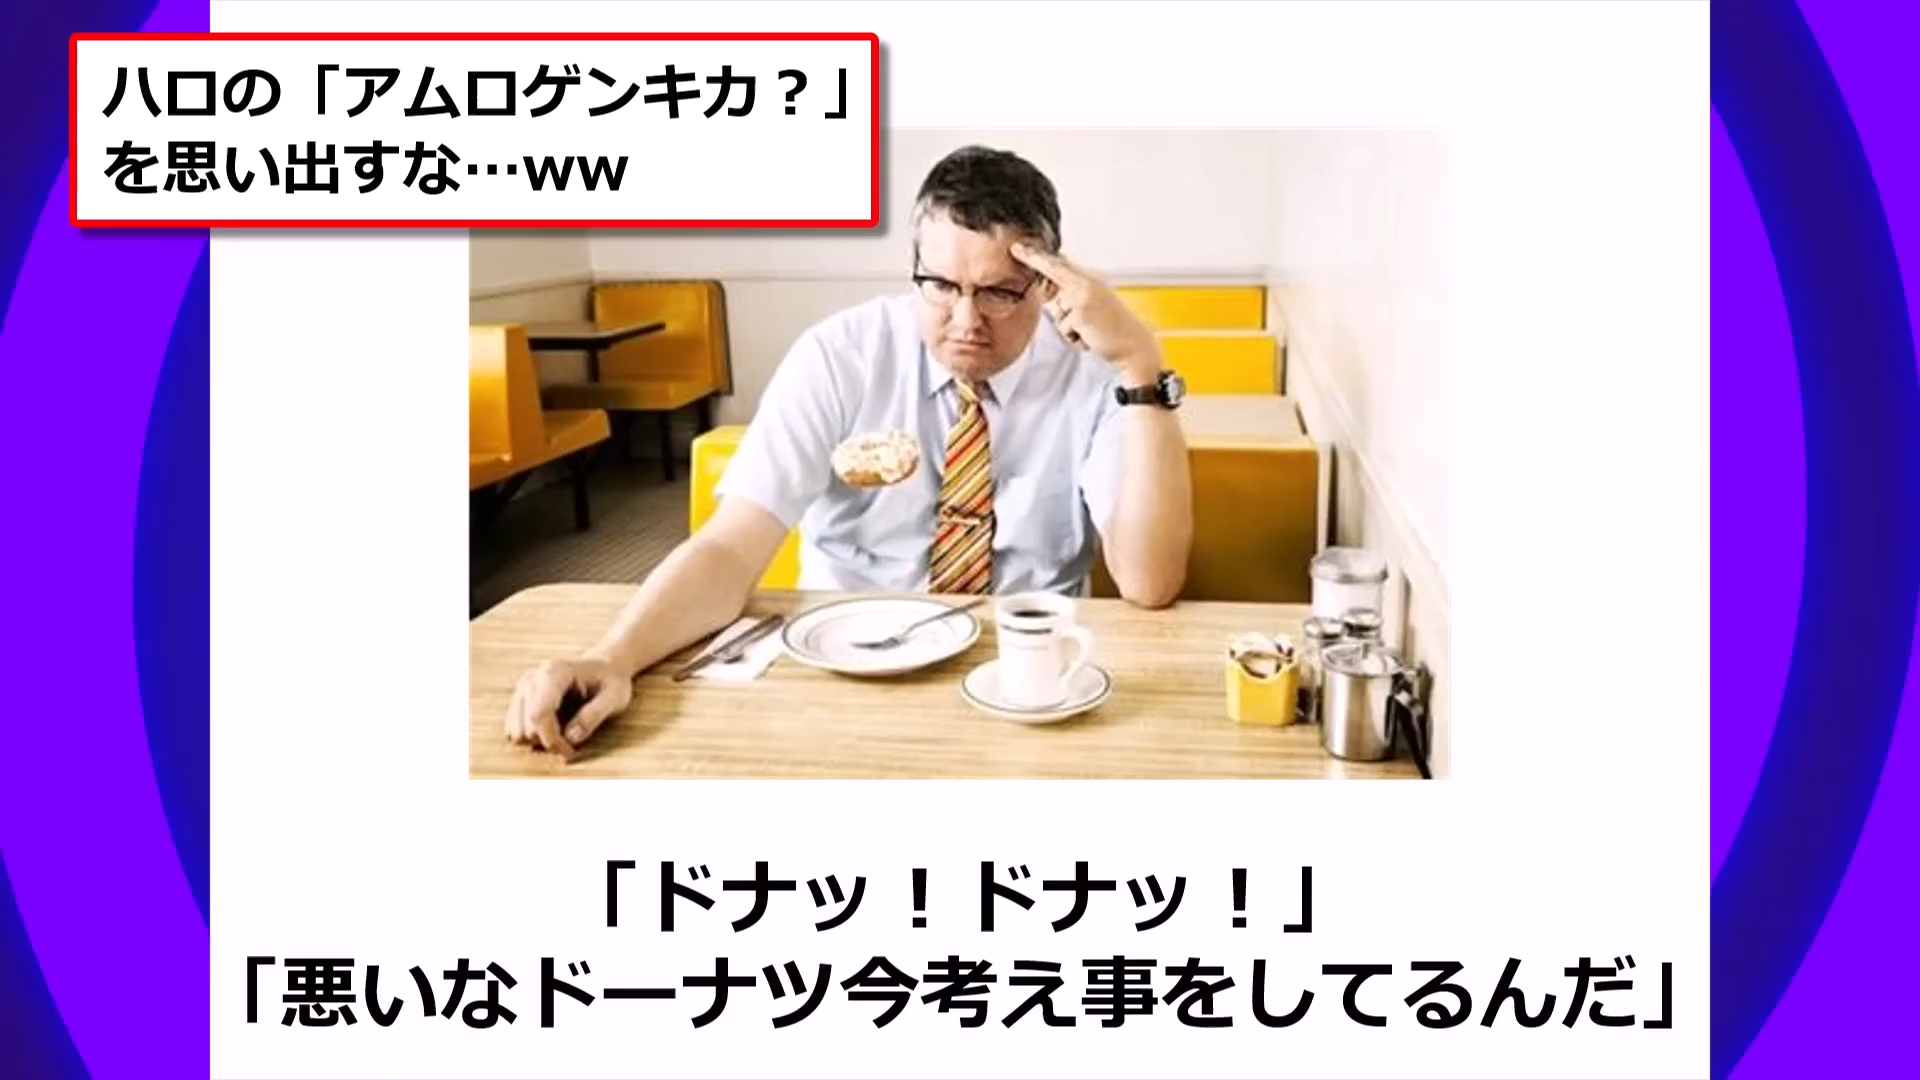 ハロの「アムロゲンキカ？」
を思い出すな…ww
「ドナッ！ドナッ！」
「悪いなドーナツ今考え事をしてるんだ」